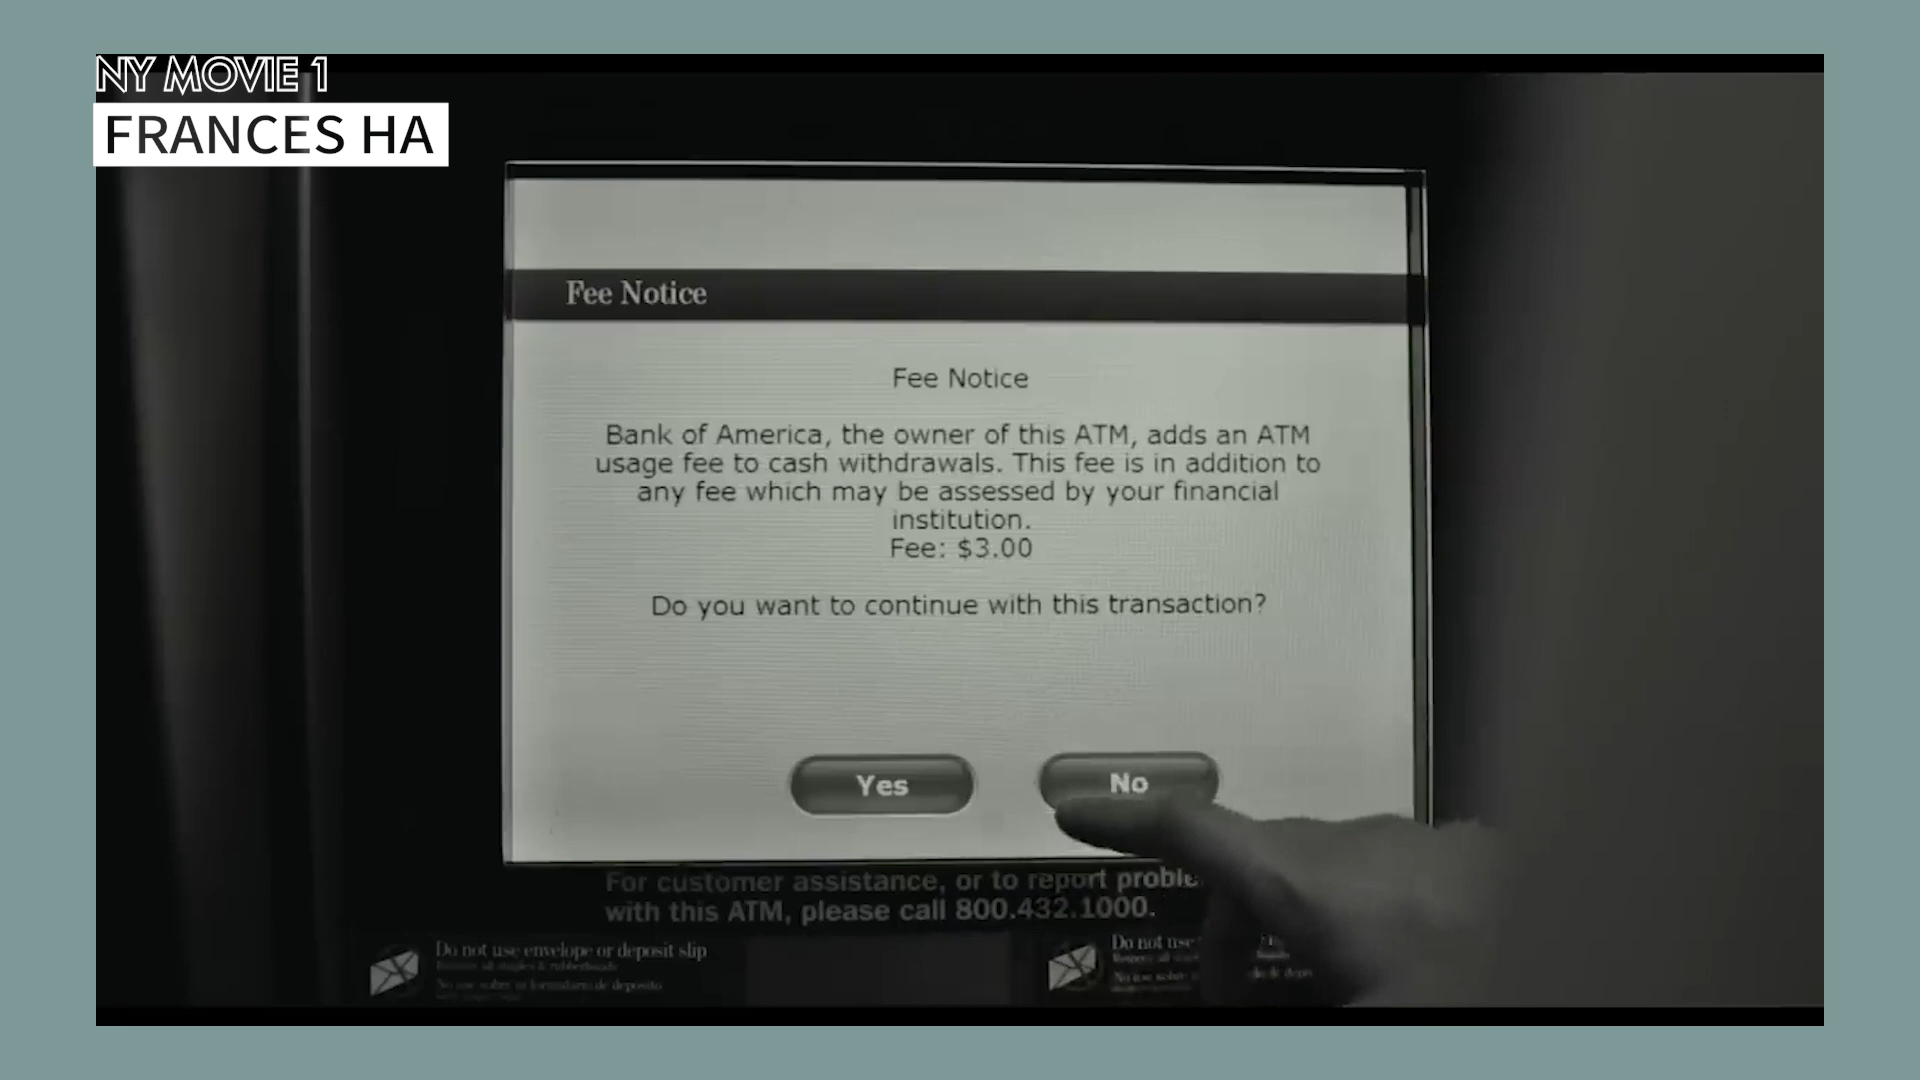 NY MOVIE 1
FRANCES HA
Fee Notice
Fee Notice
Bank of America, the owner of this ATM, adds an ATM
usage fee to cash withdrawals. This fee is in addition to
any fee which may be assessed by your financial
institution.
Fee: $3.00
Do you want to continue with this transaction?
Yes
No
For customer assistance, or to report
with this ATM, please call 800.432.1000.
Do not use envelope or deposit slip
Do not use